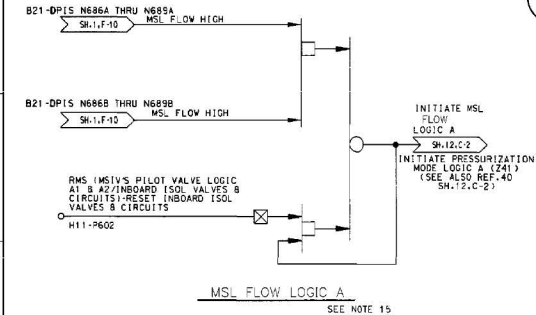 B21-DPIS N686A THRU N689A
SH.1,F-10
MSL FLOW HIGH
B21-DPIS N686B THRU N689B
SH.1,F-10
MSL FLOW HIGH
INITIATE MSL
FLOW
LOGIC A
SH.12,C-2
INITIATE PRESSURIZATION
MODE LOGIC A (Z41)
(SEE ALSO REF.40
SH.12.C-2)
RMS (MSIV'S PILOT VALVE LOGIC
A1 & A2/INBOARD ISOL VALVES &
CIRCUITS)-RESET INBOARD ISOL
VALVES & CIRCUITS
H11-P602
MSL FLOW LOGIC A
SEE NOTE 15